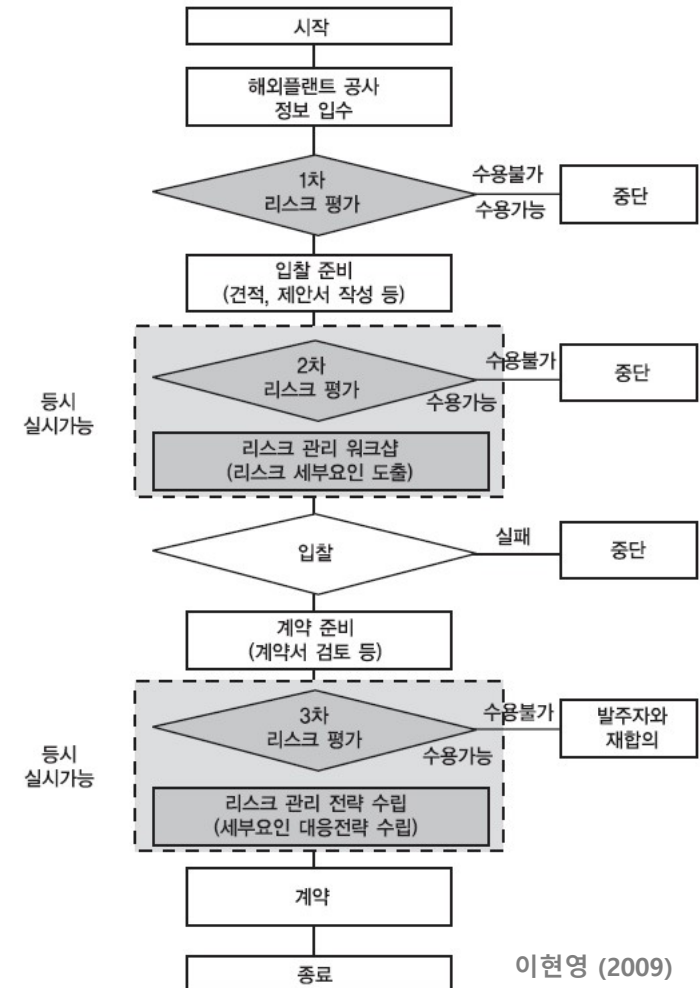 시작
해외플랜트 공사
정보 입수
1차
리스크 평가
수용불가
수용가능
중단
입찰 준비
(견적, 제안서 작성 등)
등시
실시가능
2차
리스크 평가
수용불가
수용가능
중단
리스크 관리 워크샵
(리스크 세부요인 도출)
입찰
실패
중단
계약 준비
(계약서 검토 등)
등시
실시가능
3차
리스크 평가
수용불가
수용가능
발주자와
재합의
리스크 관리 전략 수립
(세부요인 대응전략 수립)
계약
종료
이현영 (2009)